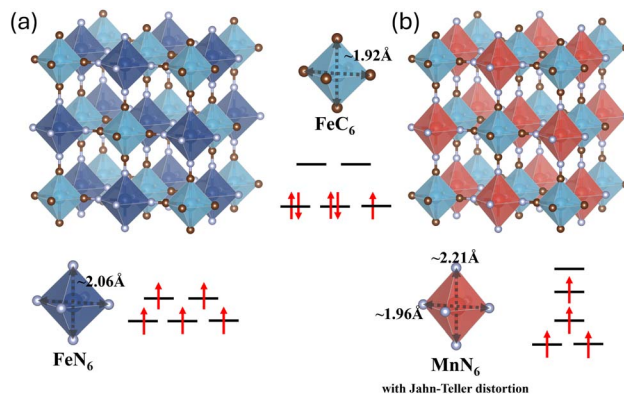 (a)
(b)
~1.92Å
FeC₆
~2.06Å
FeN₆
~2.21Å
~1.96Å
MnN₆
with Jahn-Teller distortion